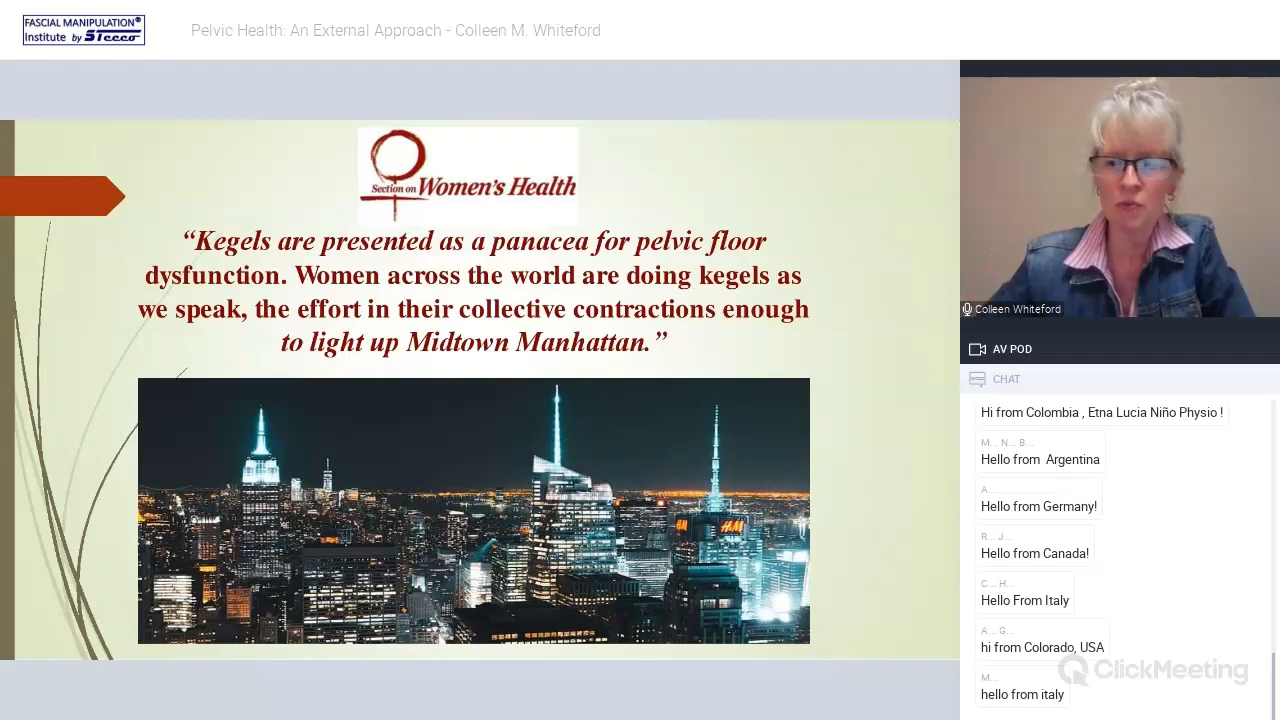 FASCIAL MANIPULATION®
Institute by STECCO
Pelvic Health: An External Approach - Colleen M. Whiteford
Section on Women's Health
“Kegels are presented as a panacea for pelvic floor
dysfunction. Women across the world are doing kegels as
we speak, the effort in their collective contractions enough
to light up Midtown Manhattan.”
H&M
H&M
Colleen Whiteford
AV POD
CHAT
Hi from Colombia , Etna Lucia Niño Physio !
M... N... B...
Hello from Argentina
A...
Hello from Germany!
R... J...
Hello from Canada!
C... H...
Hello From Italy
A... G...
hi from Colorado, USA
M...
hello from italy
ClickMeeting